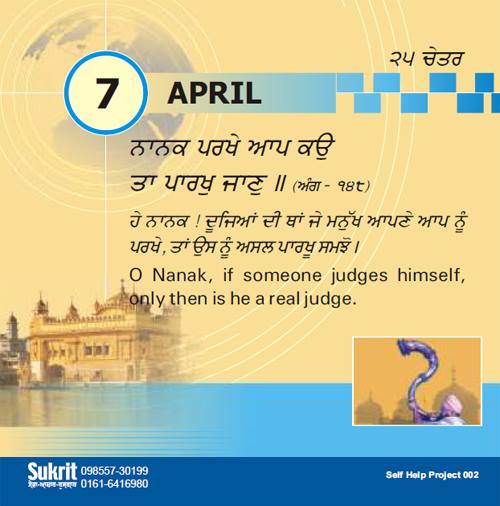 ੨੫ ਚੇਤਰ
7 APRIL
ਨਾਨਕ ਪਰਖੇ ਆਪ ਕਉ
ਤਾ ਪਾਰਖੁ ਜਾਣੁ ॥ (ਅੰਗ - ੧੪੮)
ਹੇ ਨਾਨਕ ! ਦੂਜਿਆਂ ਦੀ ਥਾਂ ਜੇ ਮਨੁੱਖ ਆਪਣੇ ਆਪ ਨੂੰ
ਪਰਖੇ, ਤਾਂ ਉਸ ਨੂੰ ਅਸਲ ਪਾਰਖੂ ਸਮਝੋ ।
O Nanak, if someone judges himself,
only then is he a real judge.
Sukrit
098557-30199
0161-6416980
Self Help Project 002